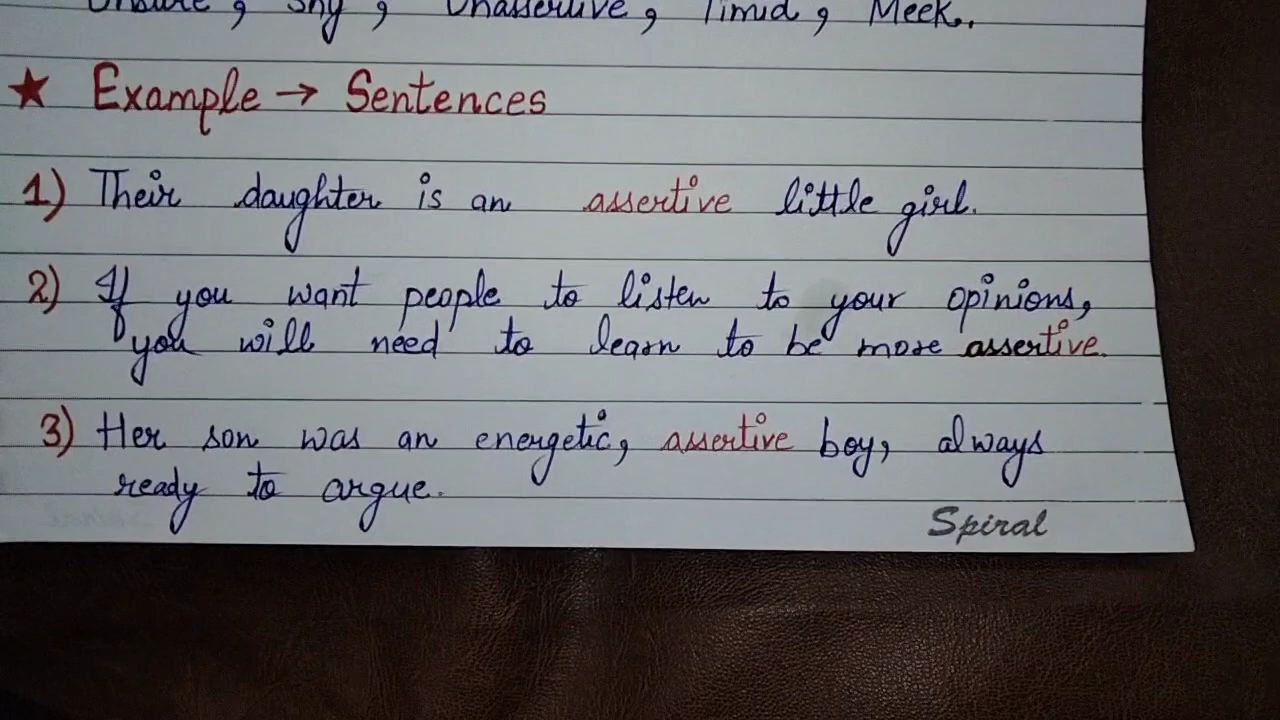 Unsure, Shy, Unassertive, Timid, Meek.
★ Example → Sentences
1) Their daughter is an assertive little girl.
2) If you want people to listen to your opinions,
you will need to learn to be more assertive.
3) Her son was an energetic, assertive boy, always
ready to argue.
Spiral